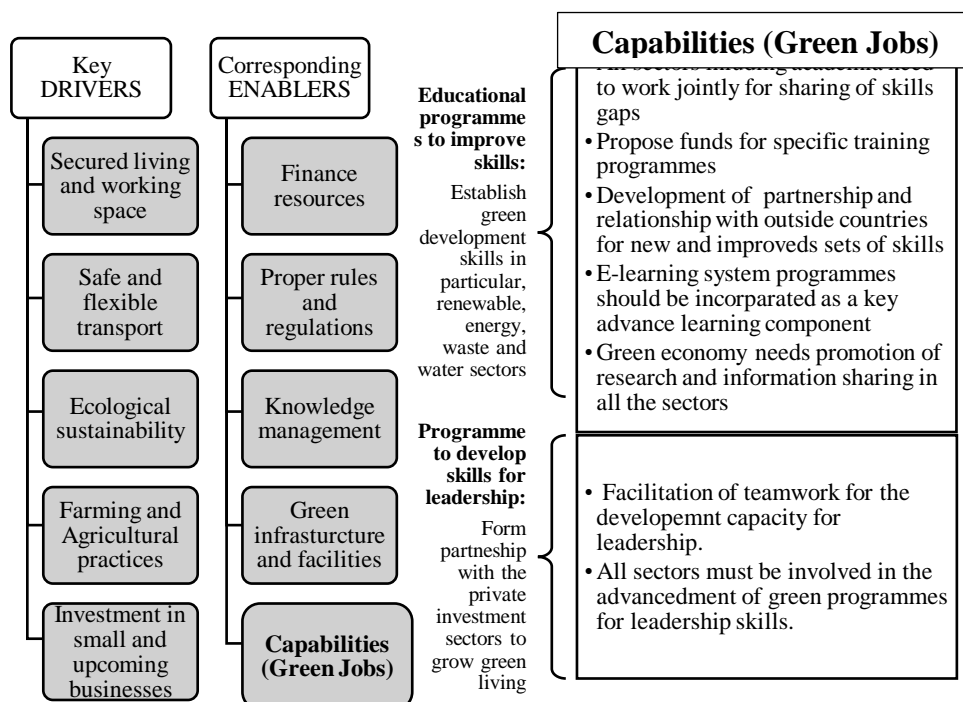 Key
DRIVERS
Secured living
and working
space
Safe and
flexible
transport
Ecological
sustainability
Farming and
Agricultural
practices
Investment in
small and
upcoming
businesses
Corresponding
ENABLERS
Finance
resources
Proper rules
and
regulations
Knowledge
management
Green
infrasturcture
and facilities
Capabilities
(Green Jobs)
Educational
programme
s to improve
skills:
Establish
green
development
skills in
particular,
renewable,
energy,
waste and
water sectors
Programme
to develop
skills for
leadership:
Form
partneship
with the
private
investment
sectors to
grow green
living
Capabilities (Green Jobs)
to work jointly for sharing of skills
gaps
• Propose funds for specific training
programmes
• Development of partnership and
relationship with outside countries
for new and improveds sets of skills
• E-learning system programmes
should be incorparated as a key
advance learning component
• Green economy needs promotion of
research and information sharing in
all the sectors
• Facilitation of teamwork for the
developemnt capacity for
leadership.
• All sectors must be involved in the
advancedment of green programmes
for leadership skills.